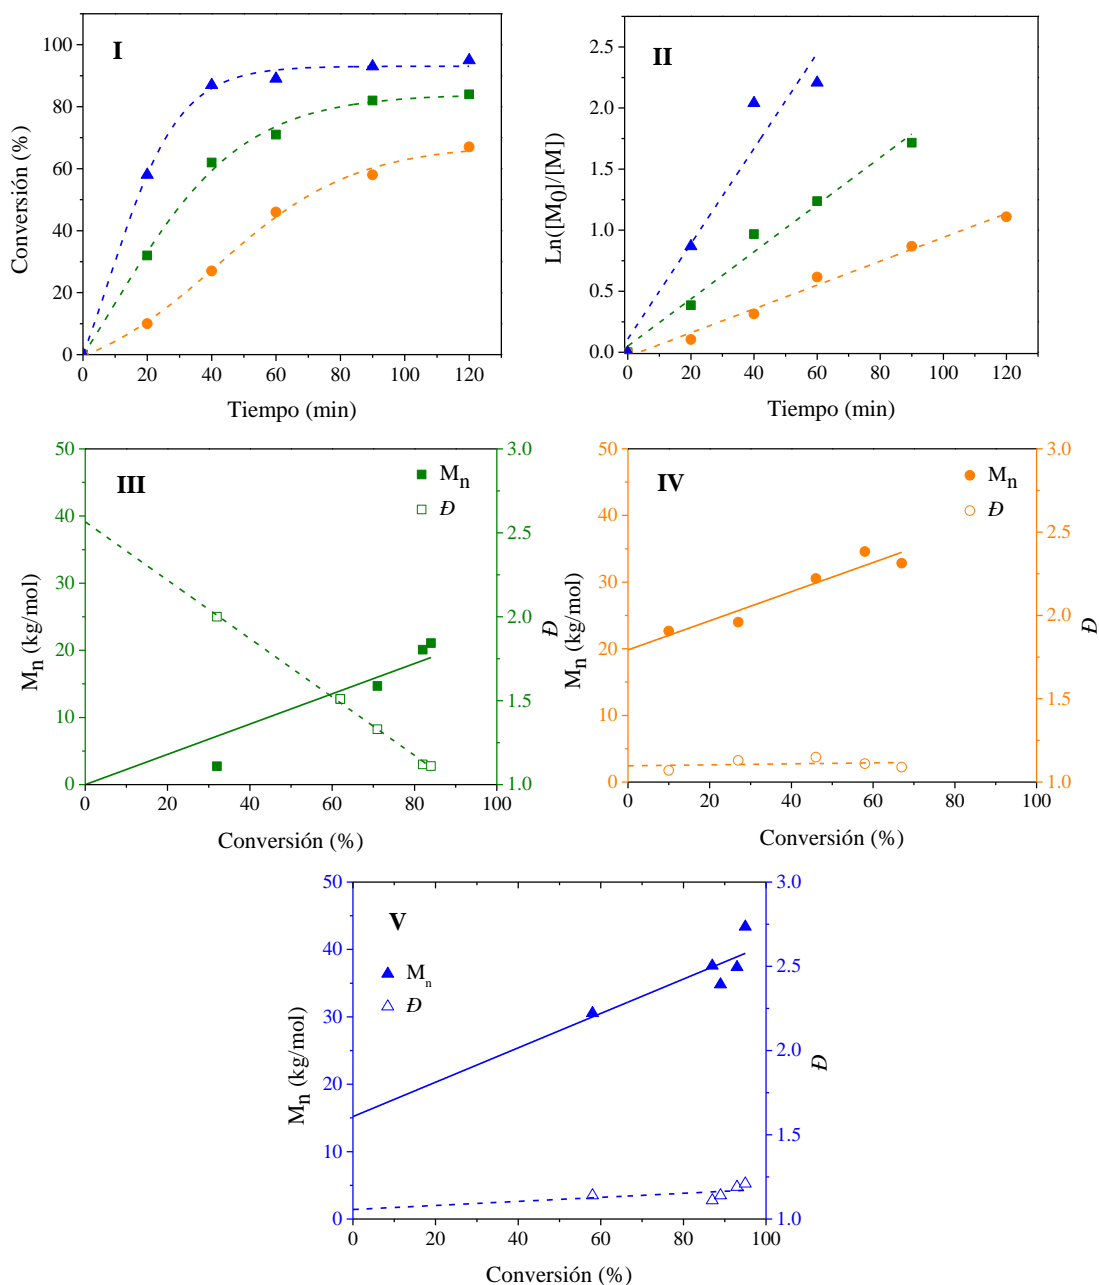 I
Conversión (%)
100
80
60
40
20
0
0 20 40 60 80 100 120
Tiempo (min)
II
Ln([M0]/[M])
2.5
2.0
1.5
1.0
0.5
0.0
0 20 40 60 80 100 120
Tiempo (min)
III
Mn
Đ
Mn (kg/mol)
50
40
30
20
10
0
3.0
2.5
2.0
1.5
1.0
Đ
0 20 40 60 80 100
Conversión (%)
IV
Mn
Đ
Mn (kg/mol)
50
40
30
20
10
0
3.0
2.5
2.0
1.5
1.0
Đ
0 20 40 60 80 100
Conversión (%)
V
Mn
Đ
Mn (kg/mol)
50
40
30
20
10
0
3.0
2.5
2.0
1.5
1.0
Đ
0 20 40 60 80 100
Conversión (%)